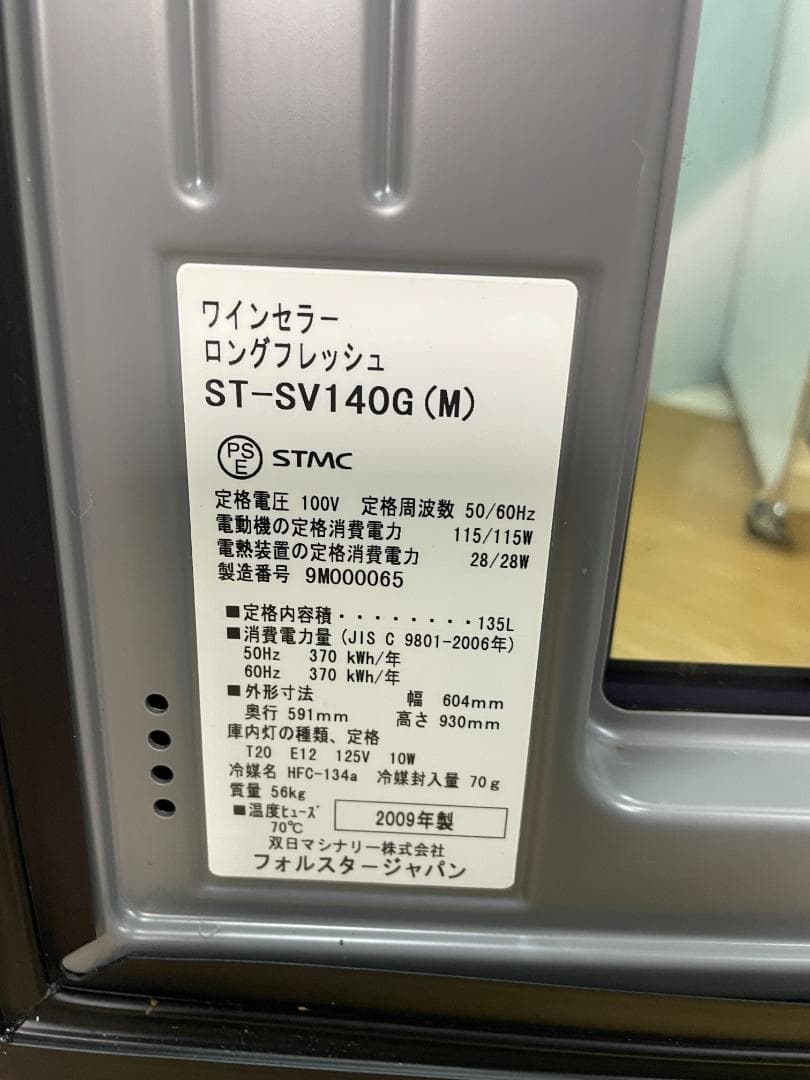 ワインセラー
ロングフレッシュ
ST-SV140G(M)
PS
E STMC
定格電圧 100V 定格周波数 50/60Hz
電動機の定格消費電力 115/115W
電熱装置の定格消費電力 28/28W
製造番号 9M000065
■定格内容積・・・・・・・・135L
■消費電力量(JIS C 9801-2006年)
50Hz 370 kWh/年
60Hz 370 kWh/年
■外形寸法 幅 604mm
奥行 591mm 高さ 930mm
庫内灯の種類、定格
T20 E12 125V 10W
冷媒名 HFC-134a 冷媒封入量 70g
質量 56kg
■温度ヒューズ 2009年製
70℃
双日マシナリー株式会社
フォルスタージャパン